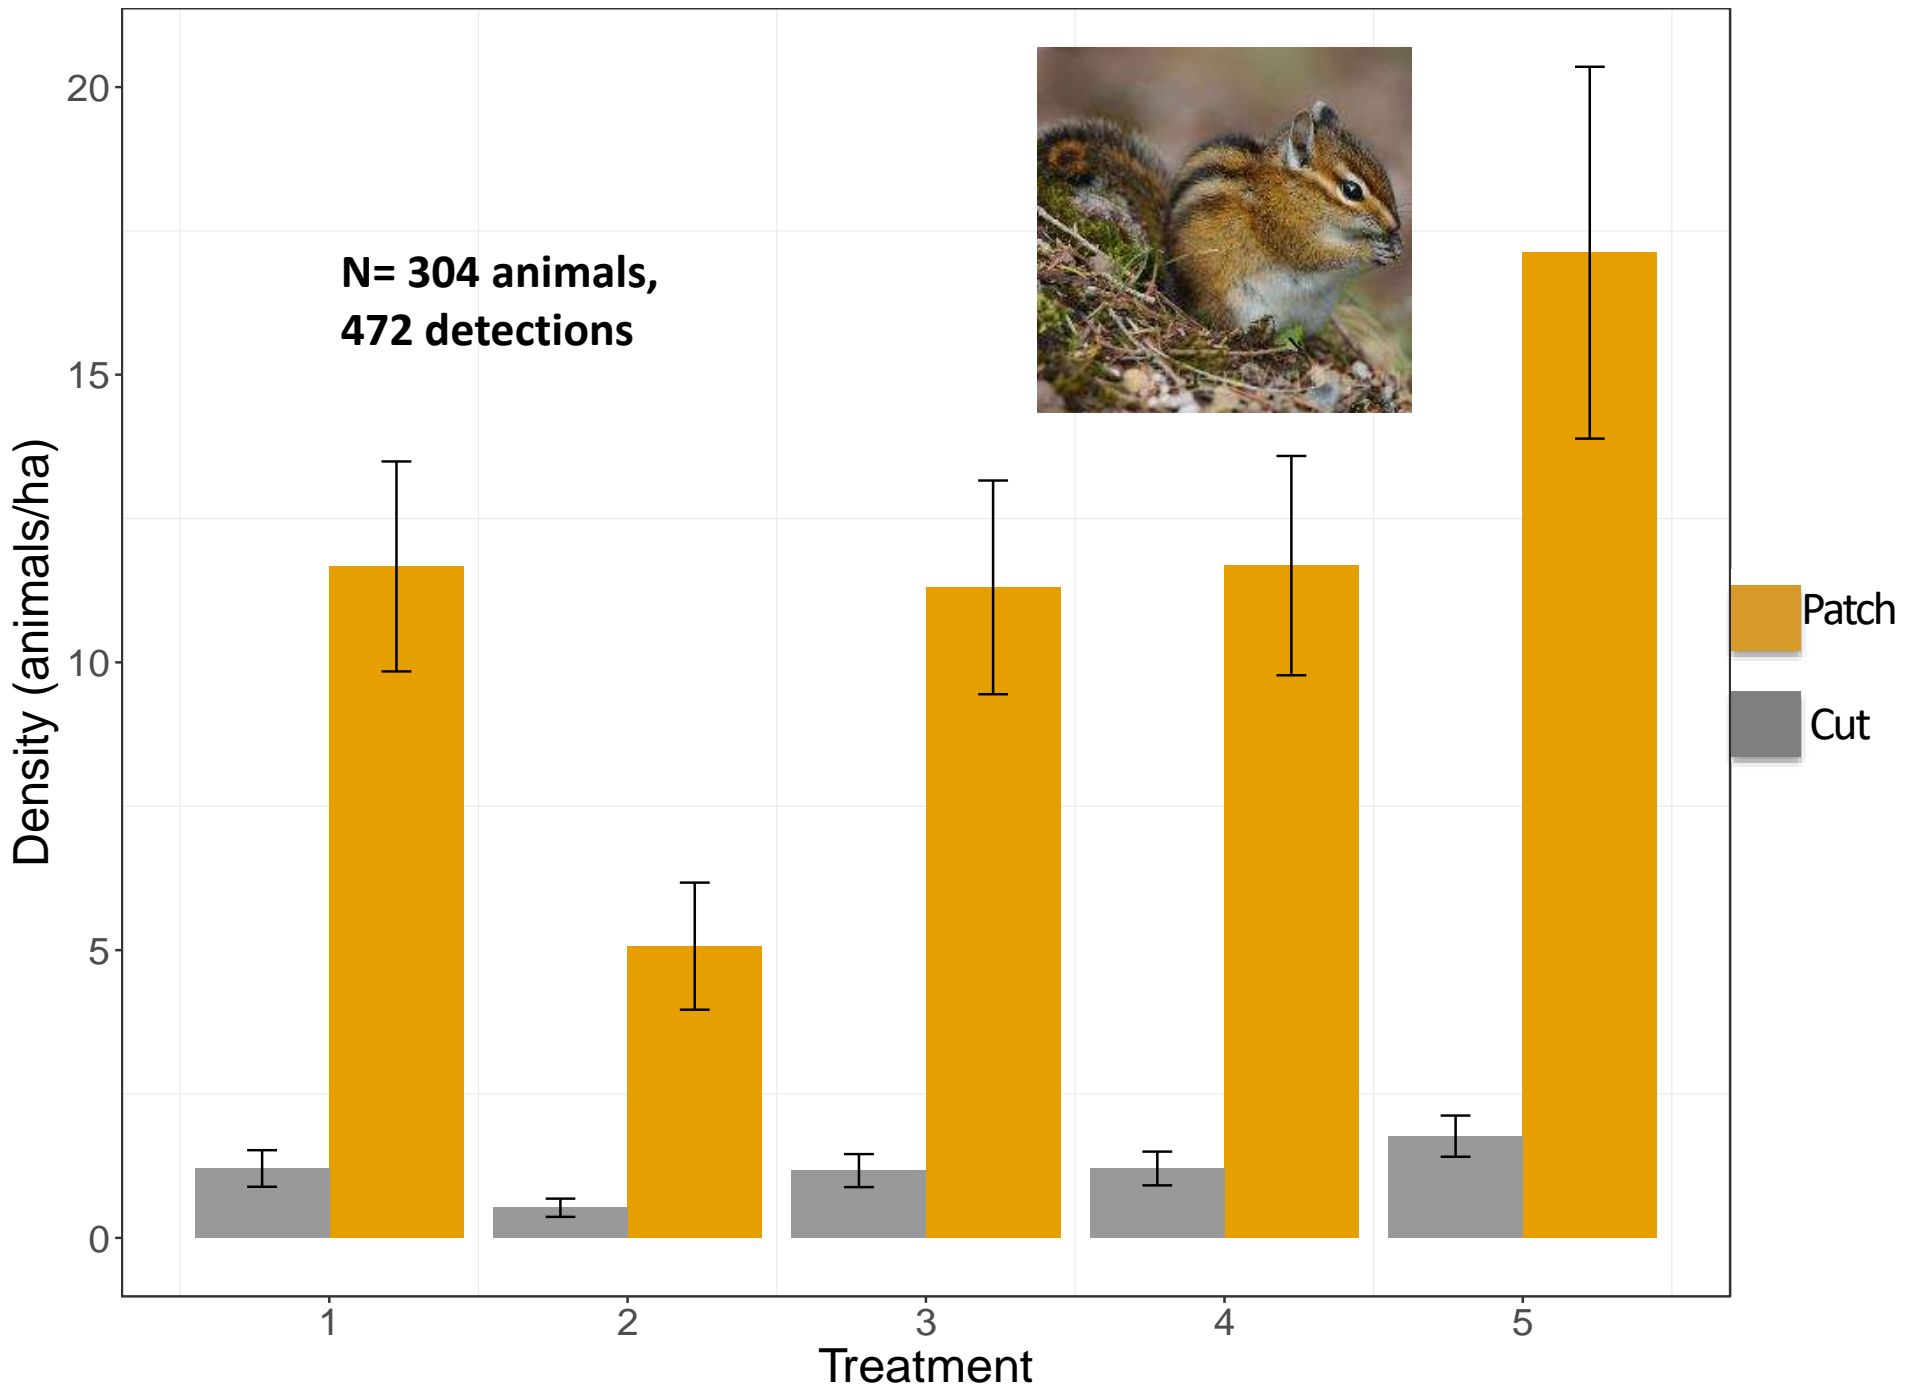 20
15
10
5
0
Density (animals/ha)
N= 304 animals,
472 detections
Patch
Cut
1 2 3 4 5
Treatment